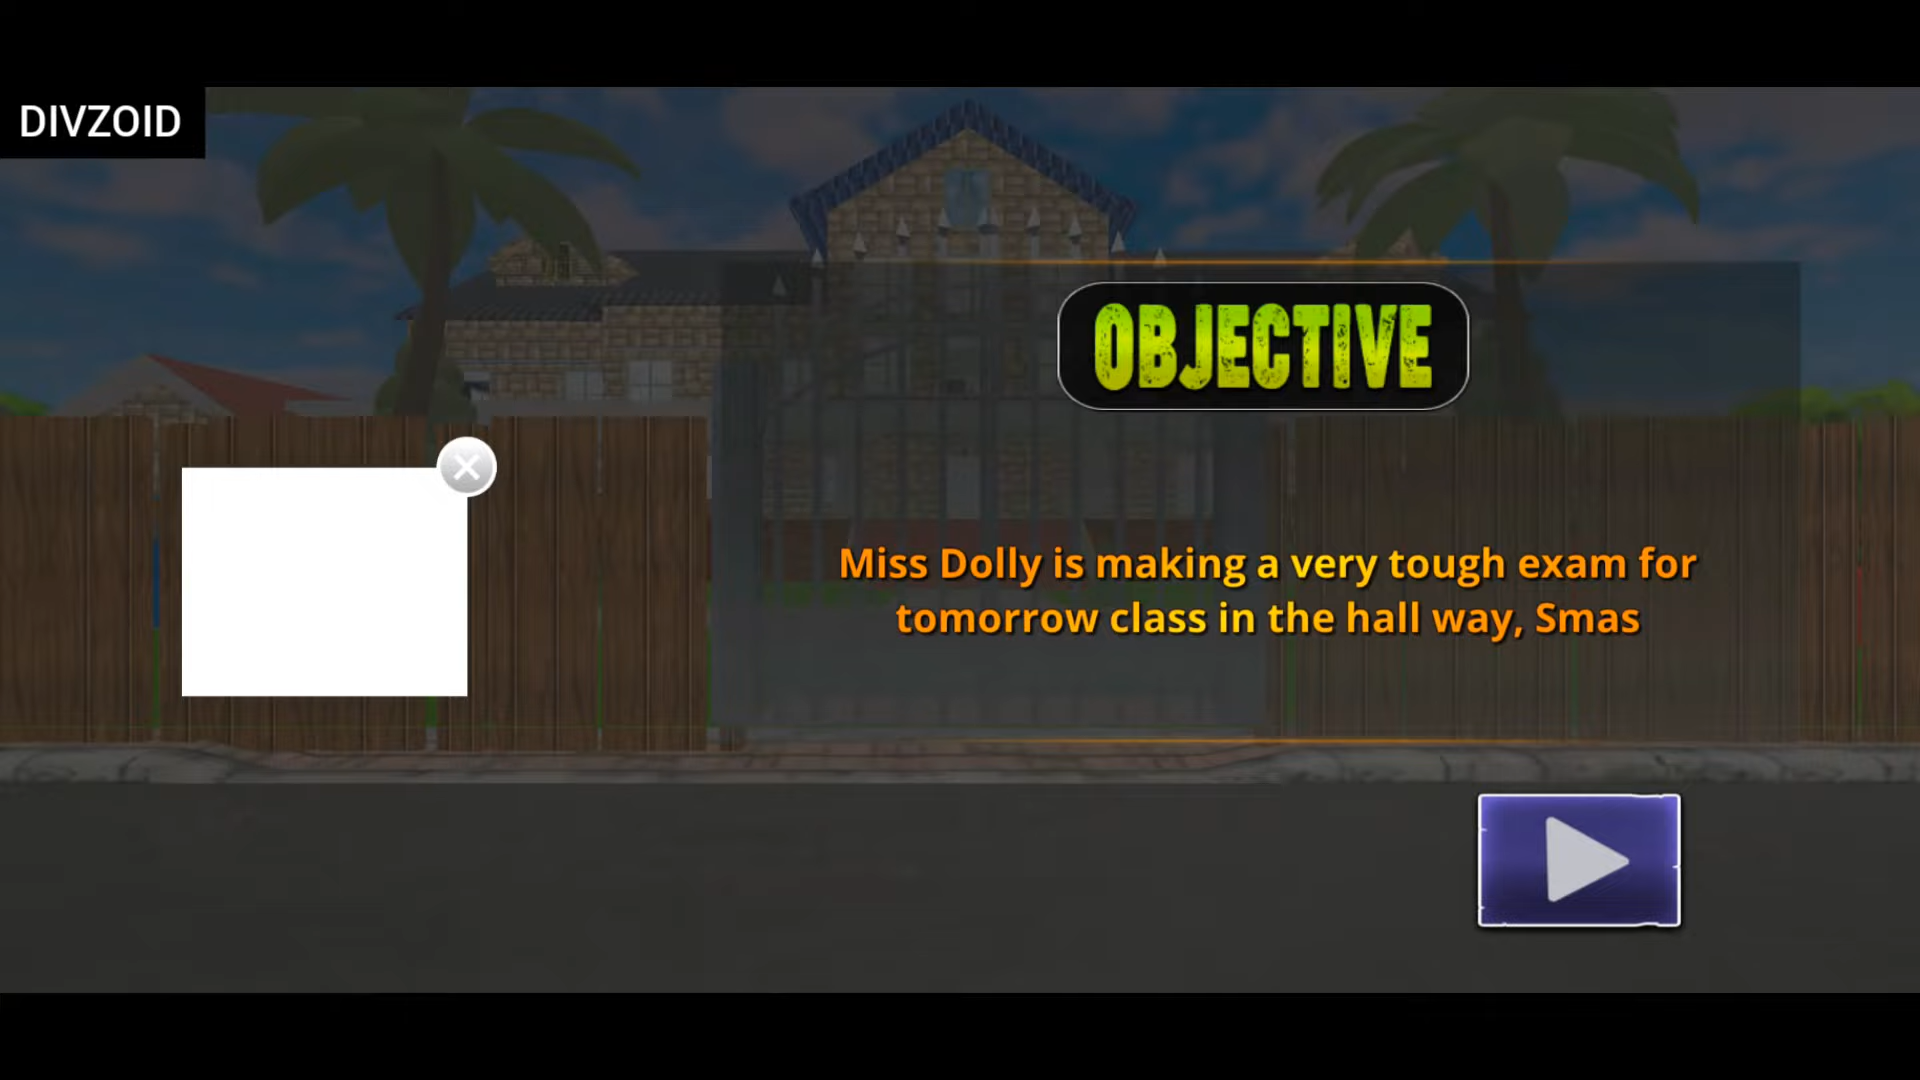 DIVZOID
OBJECTIVE
Miss Dolly is making a very tough exam for
tomorrow class in the hall way, Smas